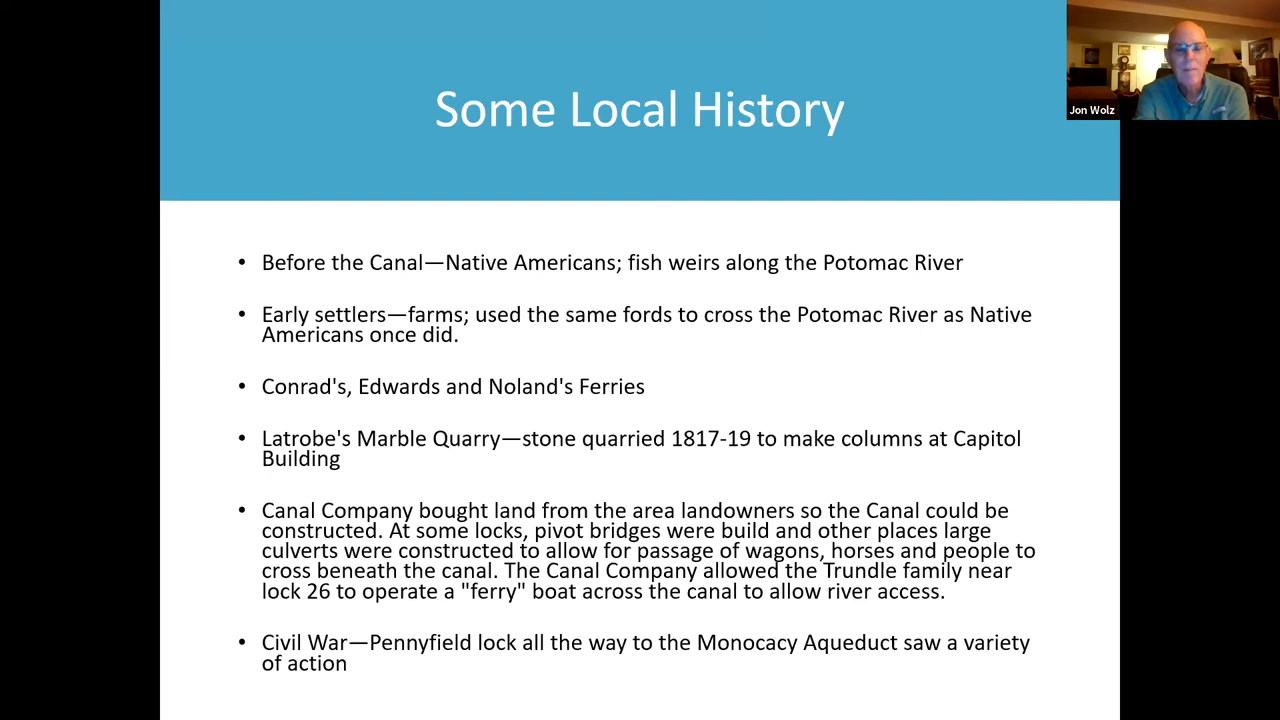 Some Local History
Jon Wolz
• Before the Canal—Native Americans; fish weirs along the Potomac River
• Early settlers—farms; used the same fords to cross the Potomac River as Native
Americans once did.
• Conrad's, Edwards and Noland's Ferries
• Latrobe's Marble Quarry—stone quarried 1817-19 to make columns at Capitol
Building
• Canal Company bought land from the area landowners so the Canal could be
constructed. At some locks, pivot bridges were build and other places large
culverts were constructed to allow for passage of wagons, horses and people to
cross beneath the canal. The Canal Company allowed the Trundle family near
lock 26 to operate a "ferry" boat across the canal to allow river access.
• Civil War—Pennyfield lock all the way to the Monocacy Aqueduct saw a variety
of action